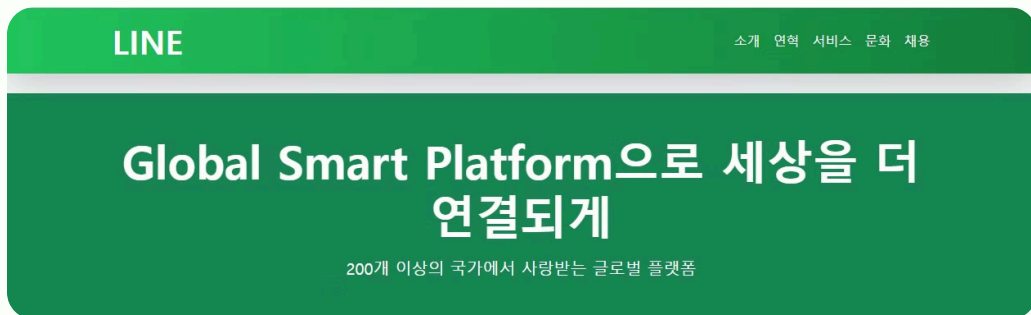 LINE
소개 연혁 서비스 문화 채용
Global Smart Platform으로 세상을 더
연결되게
200개 이상의 국가에서 사랑받는 글로벌 플랫폼